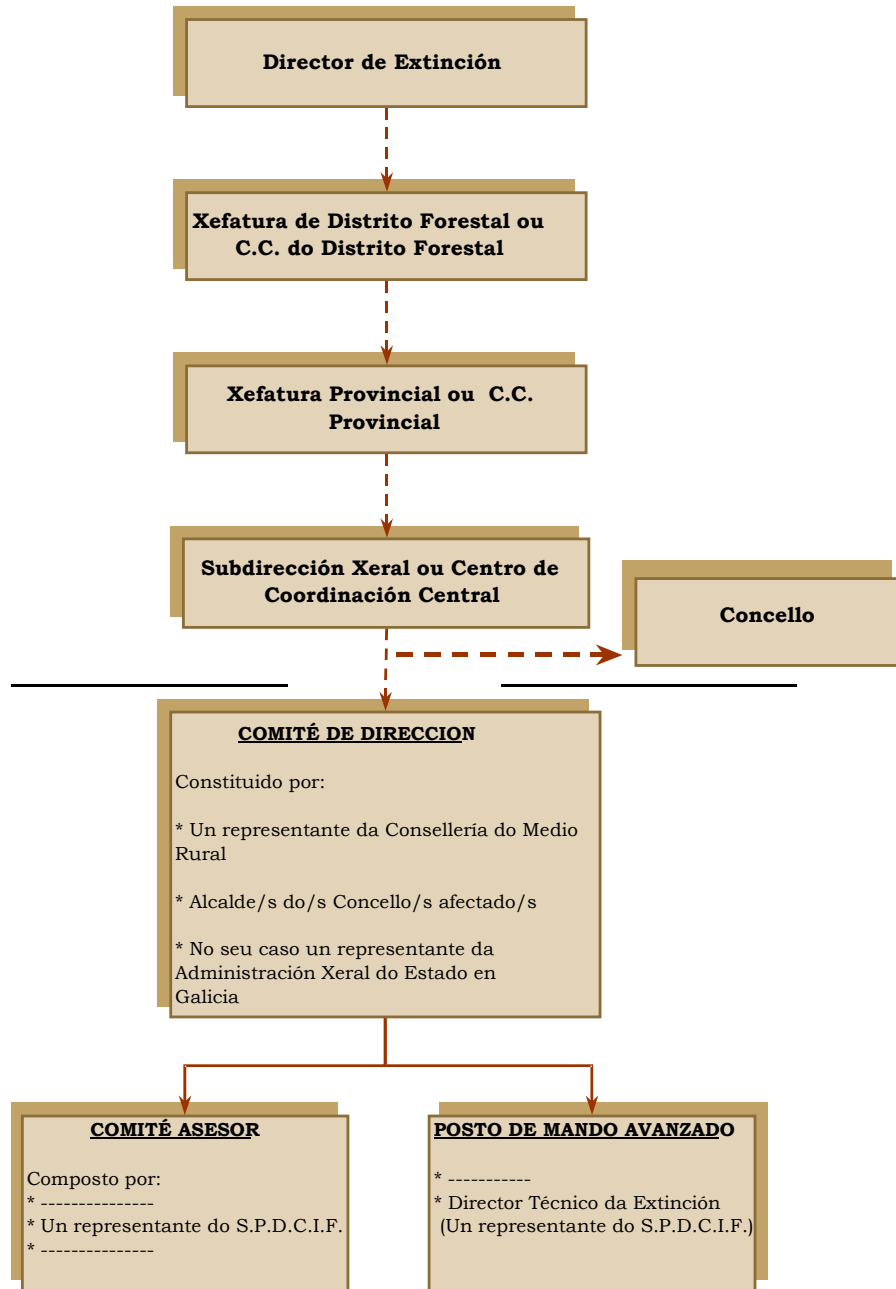 Director de Extinción
Xefatura de Distrito Forestal ou
C.C. do Distrito Forestal
Xefatura Provincial ou C.C.
Provincial
Subdirección Xeral ou Centro de
Coordinación Central
Concello
COMITÉ DE DIRECCION
Constituido por:
* Un representante da Consellería do Medio
Rural
* Alcalde/s do/s Concello/s afectado/s
* No seu caso un representante da
Administración Xeral do Estado en
Galicia
COMITÉ ASESOR
Composto por:
* ---------------
* Un representante do S.P.D.C.I.F.
* ---------------
POSTO DE MANDO AVANZADO
* -----------
* Director Técnico da Extinción
(Un representante do S.P.D.C.I.F.)